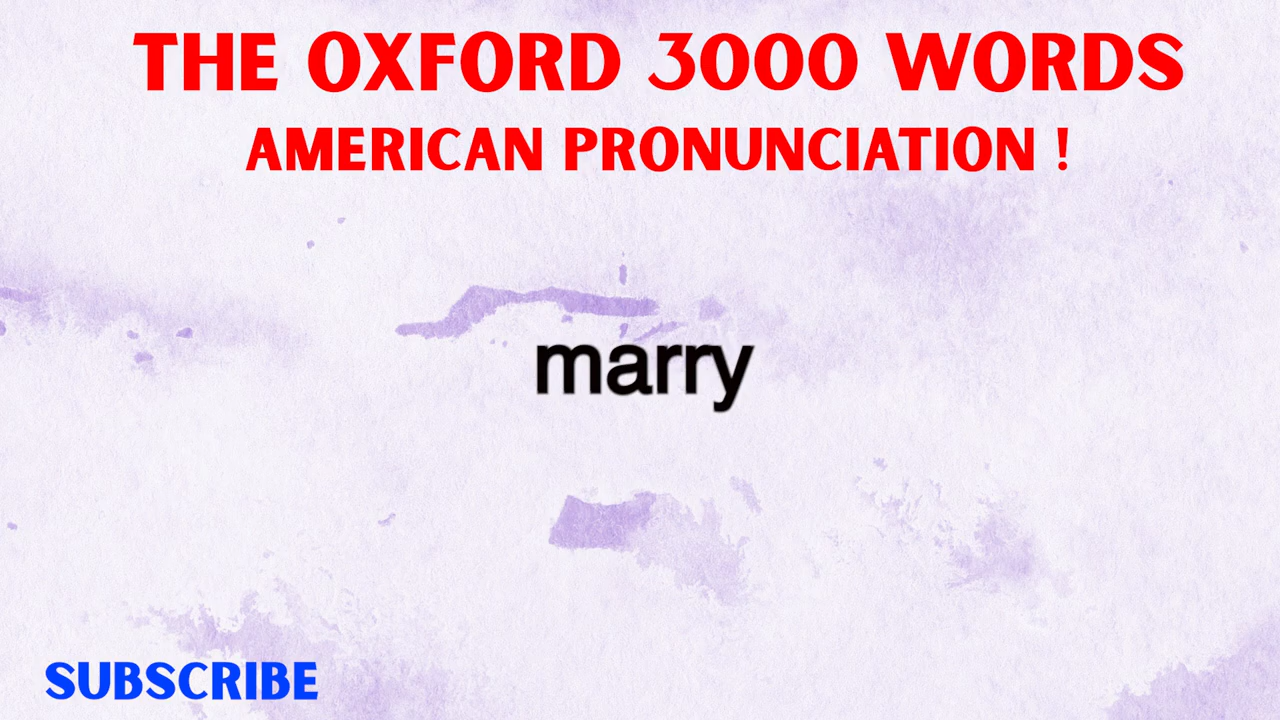 THE OXFORD 3000 WORDS
AMERICAN PRONUNCIATION !
marry
SUBSCRIBE